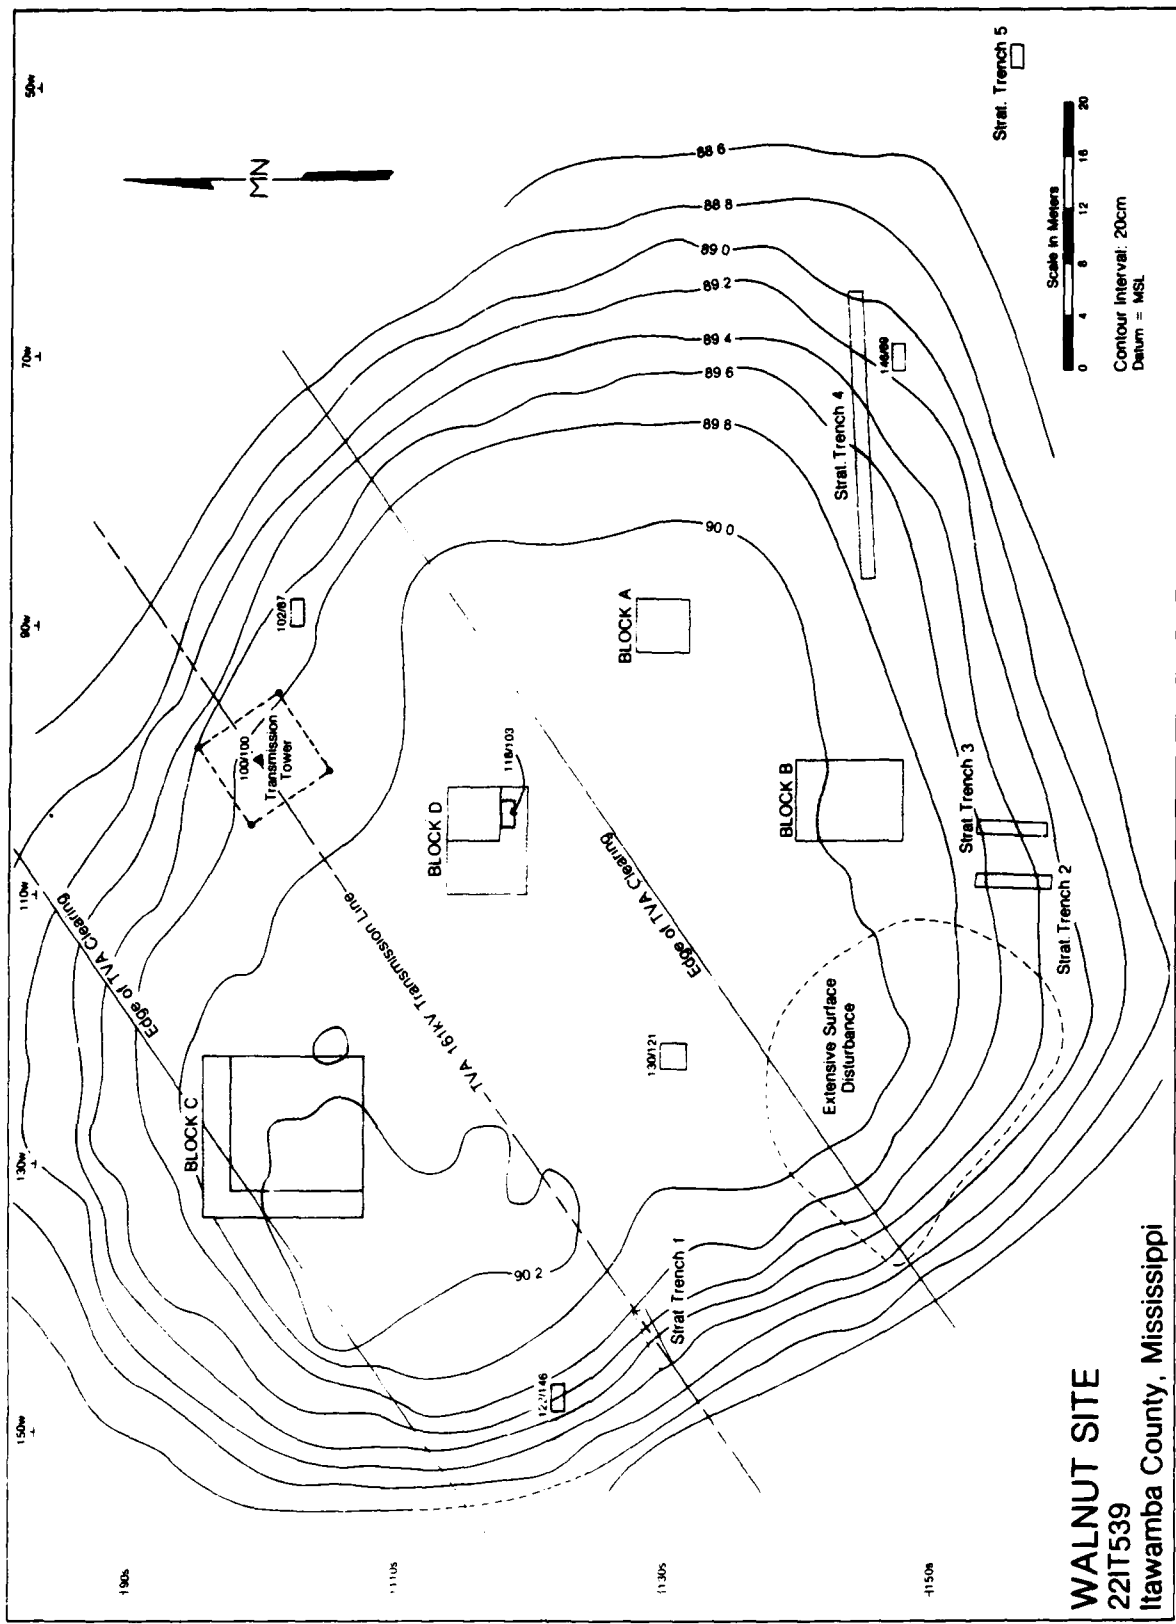 150w
130w
110w
90w
70w
50w
90s
110s
130s
150s
MN
BLOCK C
Edge of TVA Clearing
100/100
Transmission
Tower
102/87
BLOCK D
118/103
TVA 161kV Transmission Line
BLOCK A
Edge of TVA Clearing
BLOCK B
130/121
90 2
90 0
89 8
89 6
89 4
89 2
89 0
88 8
88 6
Strat Trench 1
Extensive Surface
Disturbance
Strat. Trench 2
Strat. Trench 3
Strat. Trench 4
Strat. Trench 5
WALNUT SITE
22IT539
Itawamba County, Mississippi
Scale in Meters
0 4 8 12 16 20
Contour Interval: 20cm
Datum = MSL